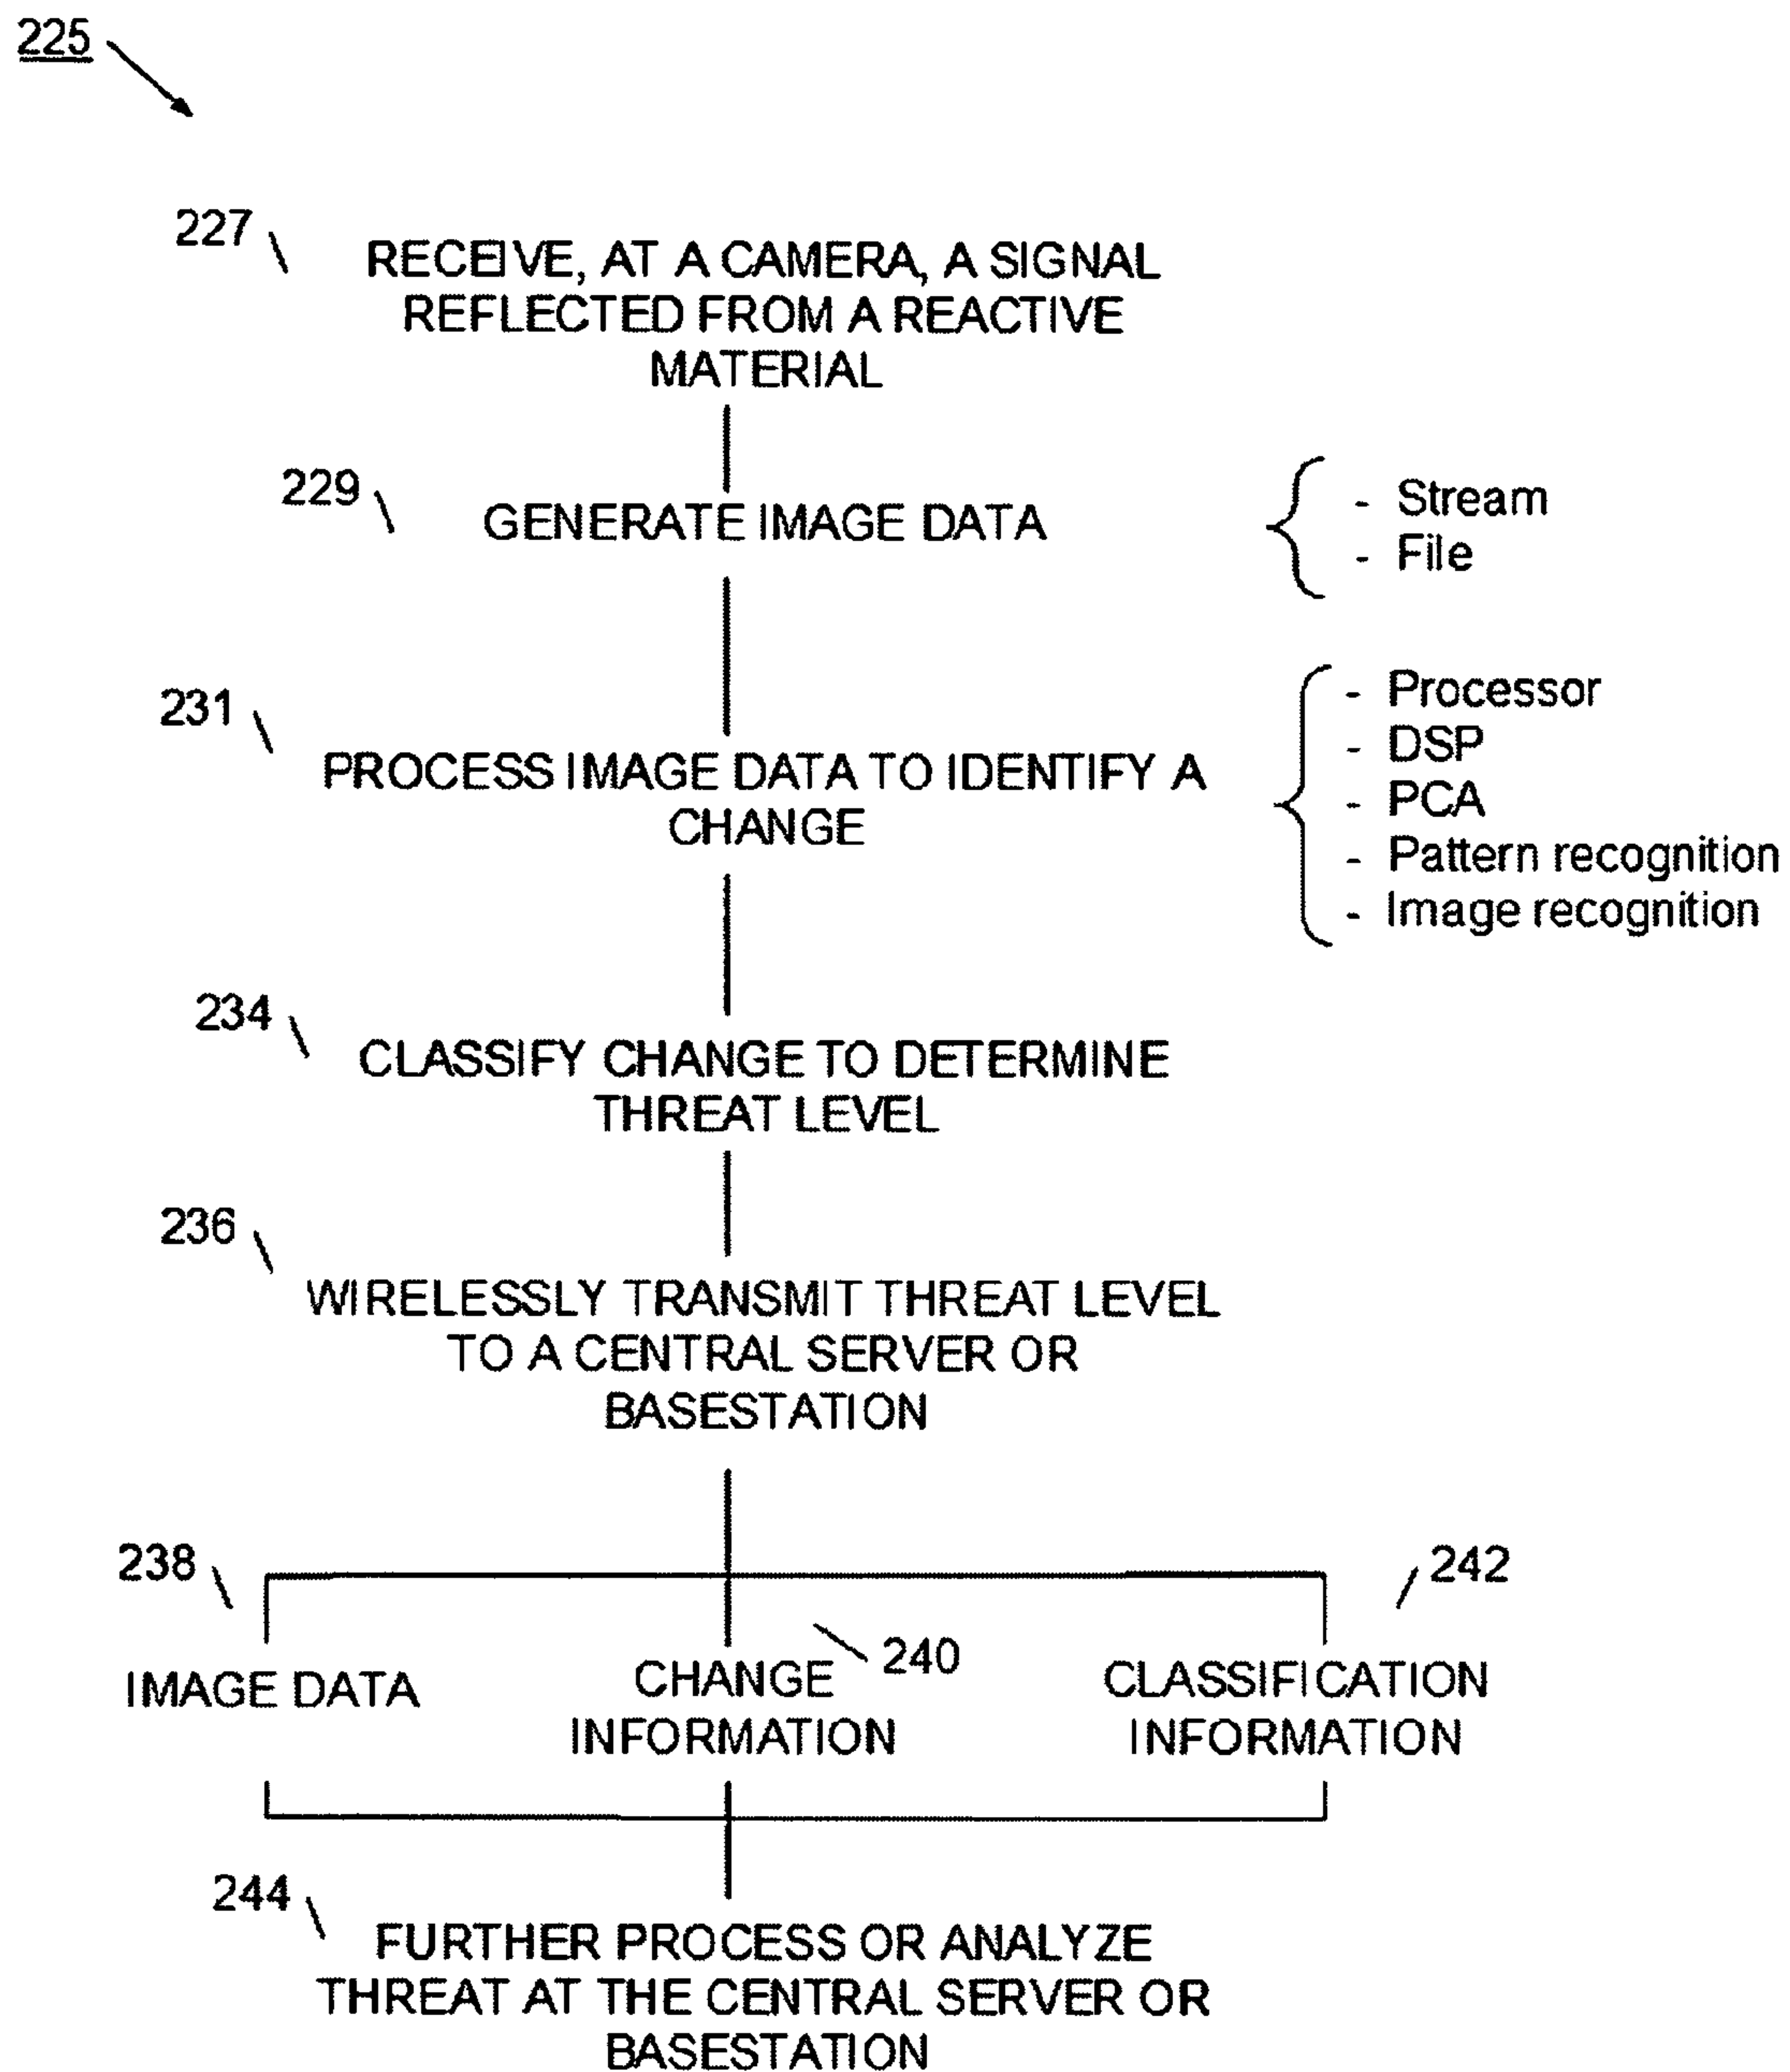 225
227
RECEIVE, AT A CAMERA, A SIGNAL
REFLECTED FROM A REACTIVE
MATERIAL
229
GENERATE IMAGE DATA
- Stream
- File
231
PROCESS IMAGE DATA TO IDENTIFY A
CHANGE
- Processor
- DSP
- PCA
- Pattern recognition
- Image recognition
234
CLASSIFY CHANGE TO DETERMINE
THREAT LEVEL
236
WIRELESSLY TRANSMIT THREAT LEVEL
TO A CENTRAL SERVER OR
BASESTATION
238
IMAGE DATA
240
CHANGE
INFORMATION
242
CLASSIFICATION
INFORMATION
244
FURTHER PROCESS OR ANALYZE
THREAT AT THE CENTRAL SERVER OR
BASESTATION